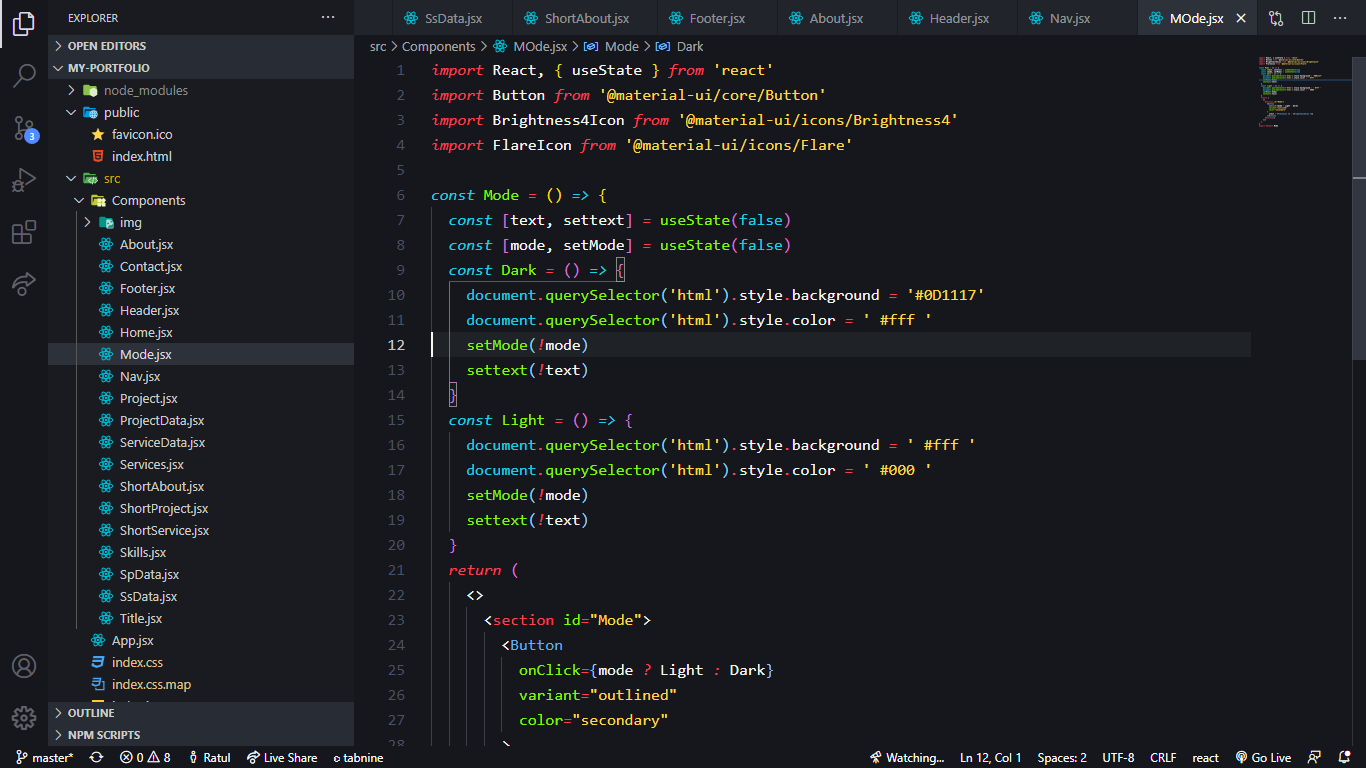 EXPLORER
SsData.jsx
ShortAbout.jsx
Footer.jsx
About.jsx
Header.jsx
Nav.jsx
MOde.jsx
OPEN EDITORS
MY-PORTFOLIO
node_modules
public
favicon.ico
index.html
src
Components
img
About.jsx
Contact.jsx
Footer.jsx
Header.jsx
Home.jsx
Mode.jsx
Nav.jsx
Project.jsx
ProjectData.jsx
ServiceData.jsx
Services.jsx
ShortAbout.jsx
ShortProject.jsx
ShortService.jsx
Skills.jsx
SpData.jsx
SsData.jsx
Title.jsx
App.jsx
index.css
index.css.map
OUTLINE
NPM SCRIPTS
3
src > Components > MOde.jsx > Mode > Dark
1 import React, { useState } from 'react'
2 import Button from '@material-ui/core/Button'
3 import Brightness4Icon from '@material-ui/icons/Brightness4'
4 import FlareIcon from '@material-ui/icons/Flare'
5
6 const Mode = () => {
7 const [text, settext] = useState(false)
8 const [mode, setMode] = useState(false)
9 const Dark = () => {
10 document.querySelector('html').style.background = '#0D1117'
11 document.querySelector('html').style.color = ' #fff '
12 setMode(!mode)
13 settext(!text)
14 }
15 const Light = () => {
16 document.querySelector('html').style.background = ' #fff '
17 document.querySelector('html').style.color = ' #000 '
18 setMode(!mode)
19 settext(!text)
20 }
21 return (
22 <>
23 <section id="Mode">
24 <Button
25 onClick={mode ? Light : Dark}
26 variant="outlined"
27 color="secondary"
28 >
master* 0 8 Ratul Live Share tabnine Watching... Ln 12, Col 1 Spaces: 2 UTF-8 CRLF react Go Live